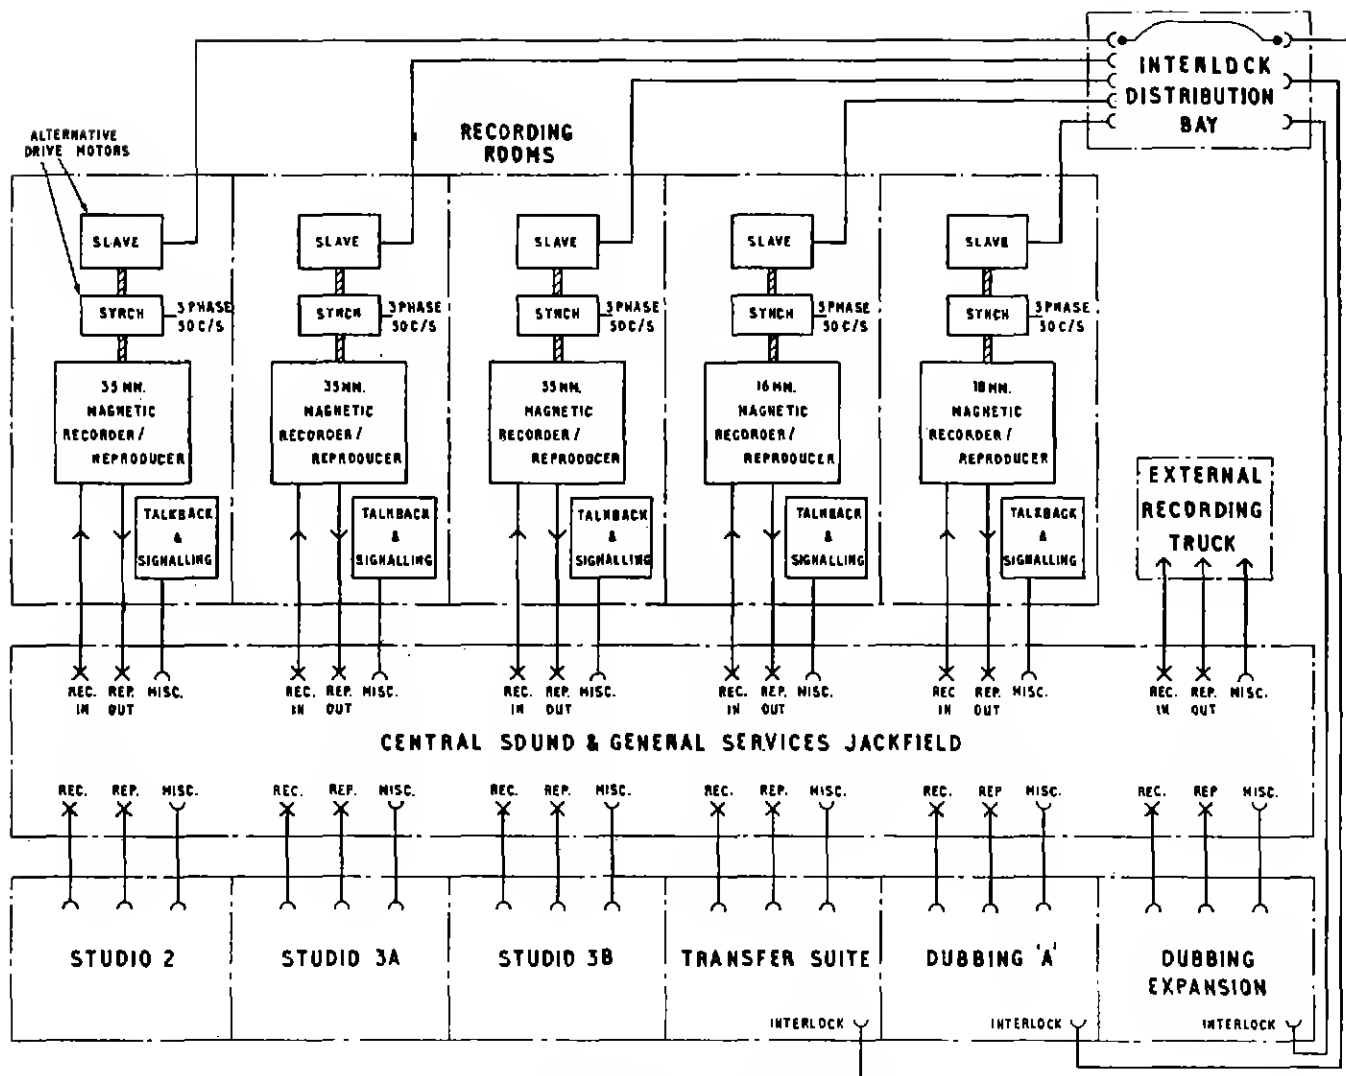 INTERLOCK
DISTRIBUTION
BAY
ALTERNATIVE
DRIVE MOTORS
RECORDING
ROOMS
SLAVE
SLAVE
SLAVE
SLAVE
SLAVE
SYNCH
3 PHASE
50 C/S
SYNCH
3 PHASE
50 C/S
SYNCH
3 PHASE
50 C/S
SYNCH
3 PHASE
50 C/S
SYNCH
3 PHASE
50 C/S
35 MM.
MAGNETIC
RECORDER /
REPRODUCER
35 MM.
MAGNETIC
RECORDER /
REPRODUCER
35 MM.
MAGNETIC
RECORDER /
REPRODUCER
16 MM.
MAGNETIC
RECORDER /
REPRODUCER
16 MM.
MAGNETIC
RECORDER /
REPRODUCER
EXTERNAL
RECORDING
TRUCK
TALKBACK
&
SIGNALLING
TALKBACK
&
SIGNALLING
TALKBACK
&
SIGNALLING
TALKBACK
&
SIGNALLING
TALKBACK
&
SIGNALLING
REC. IN
REP. OUT
MISC.
REC. IN
REP. OUT
MISC.
REC. IN
REP. OUT
MISC.
REC. IN
REP. OUT
MISC.
REC IN
REP. OUT
MISC.
REC. IN
REP. OUT
MISC.
CENTRAL SOUND & GENERAL SERVICES JACKFIELD
REC. REP. MISC.
REC. REP. MISC.
REC. REP. MISC.
REC. REP. MISC.
REC. REP MISC.
REC. REP MISC.
STUDIO 2
STUDIO 3A
STUDIO 3B
TRANSFER SUITE
DUBBING 'A'
DUBBING
EXPANSION
INTERLOCK
INTERLOCK
INTERLOCK